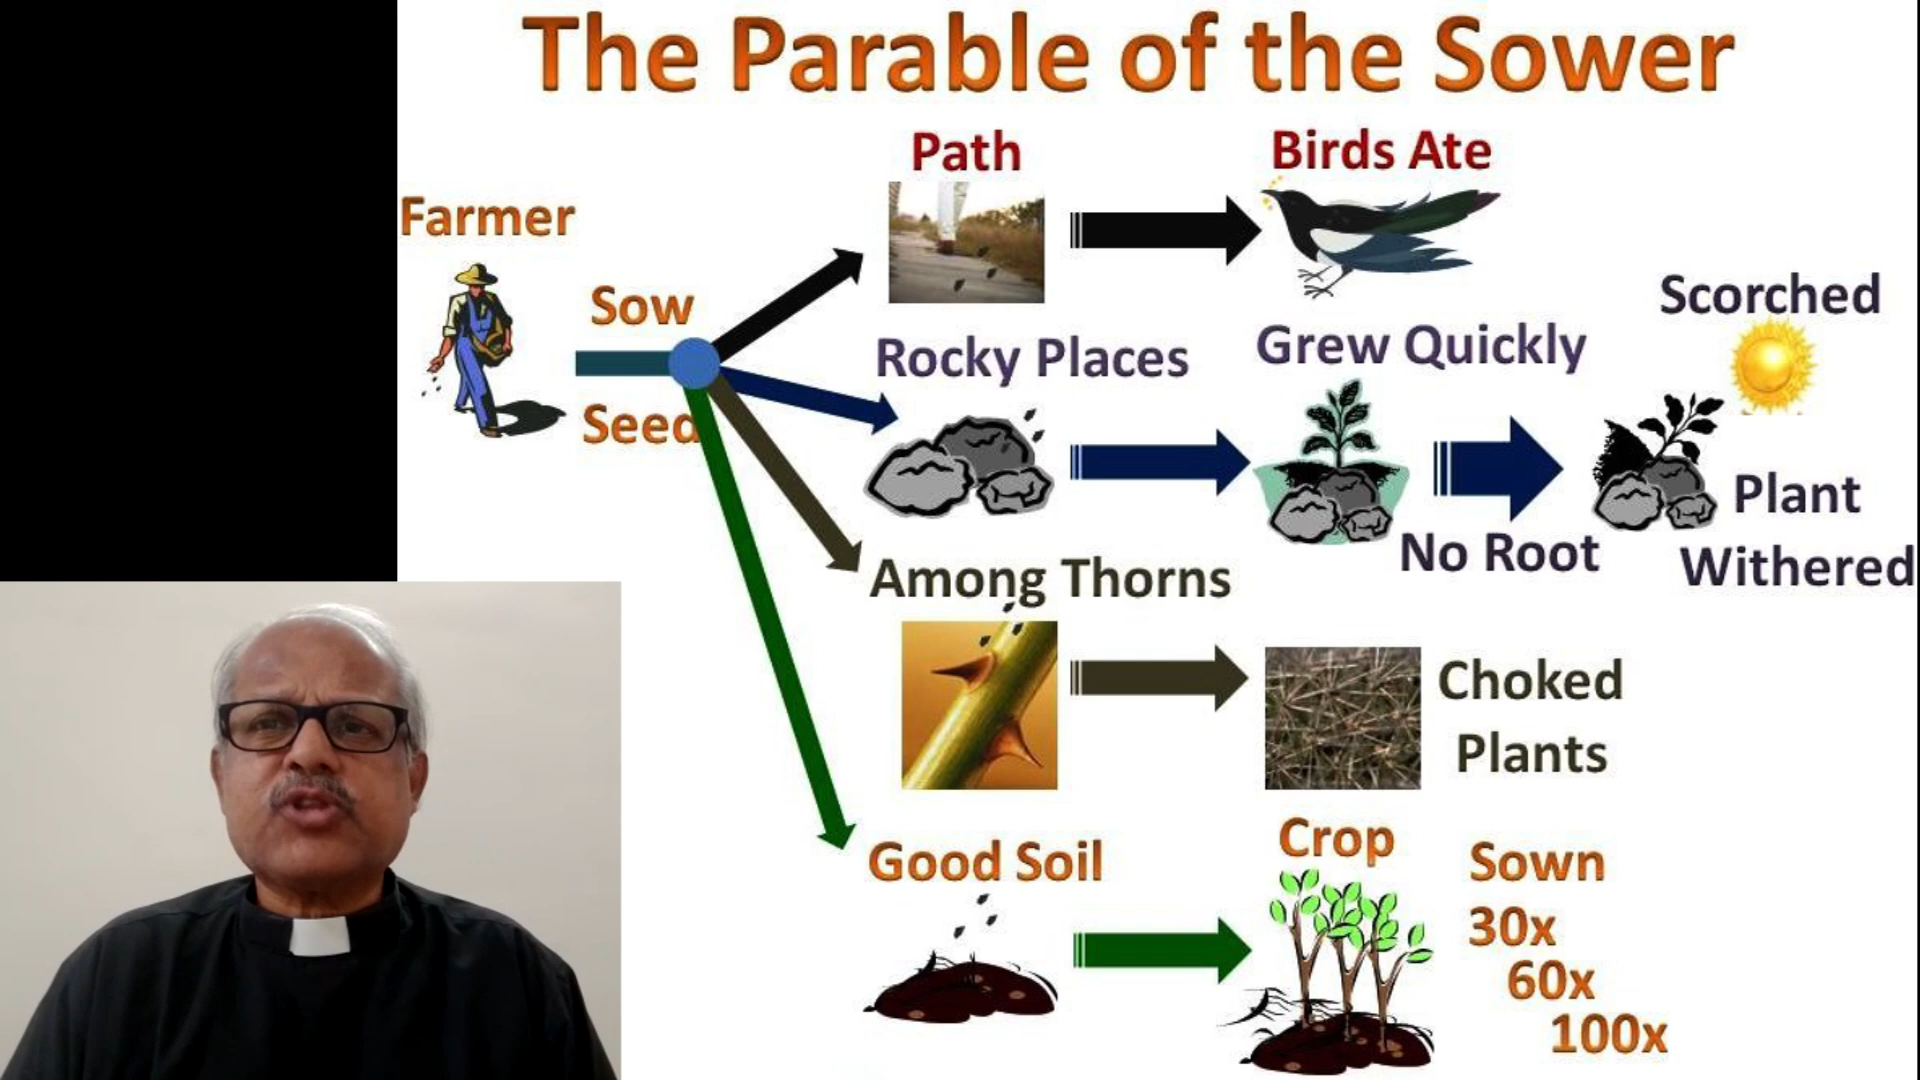 The Parable of the Sower
Farmer
Sow
Seed
Path
Birds Ate
Rocky Places
Grew Quickly
No Root
Scorched
Plant
Withered
Among Thorns
Choked
Plants
Good Soil
Crop
Sown
30x
60x
100x